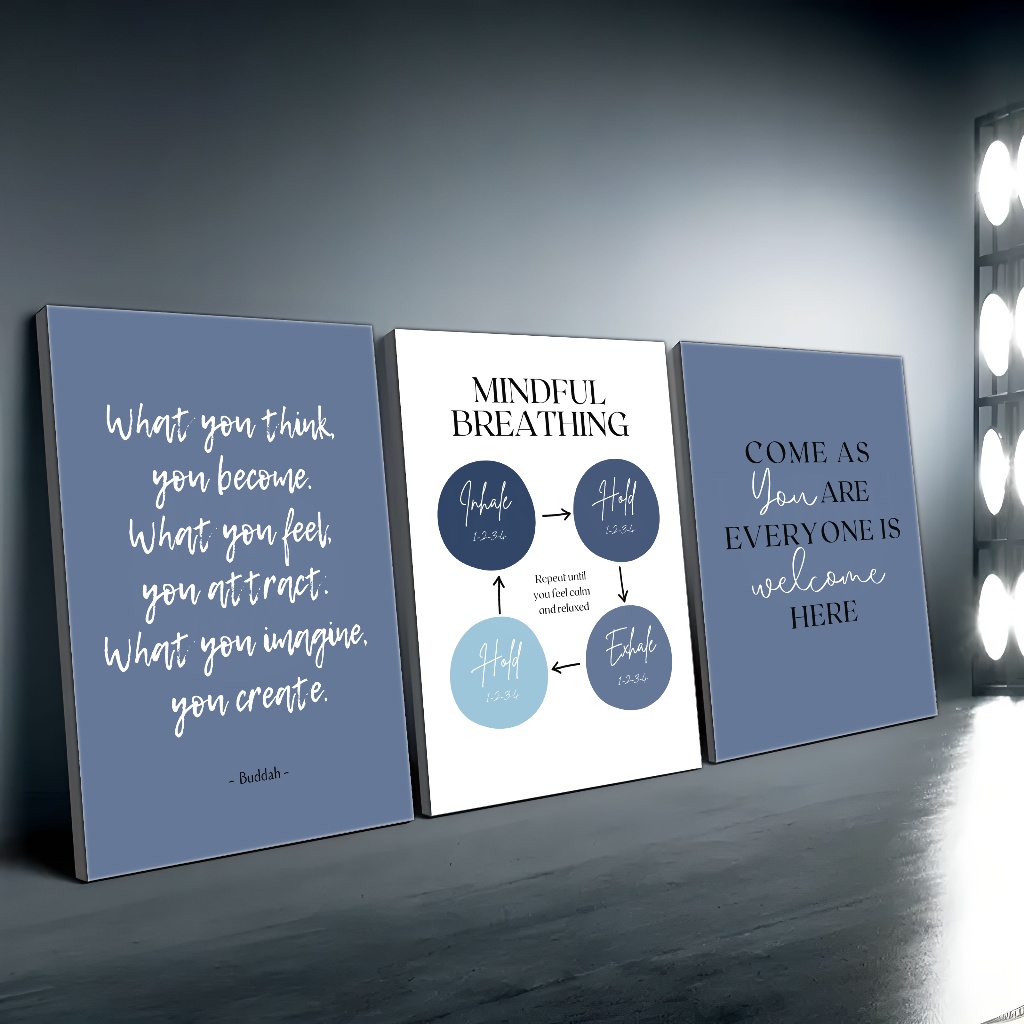 What you think,
you become.
What you feel,
you attract.
What you imagine,
you create.
- Buddah -
MINDFUL
BREATHING
Inhale
1-2-3-4
Hold
1-2-3-4
Repeat until
you feel calm
and relaxed
Hold
1-2-3-4
Exhale
1-2-3-4
COME AS
You ARE
EVERYONE IS
welcome
HERE